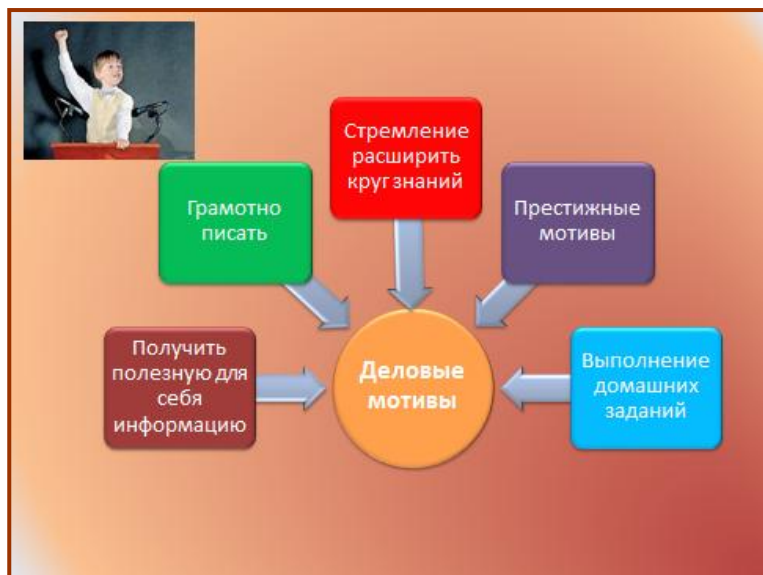 Стремление
расширить
круг знаний
Грамотно
писать
Престижные
мотивы
Получить
полезную для
себя
информацию
Деловые
мотивы
Выполнение
домашних
заданий